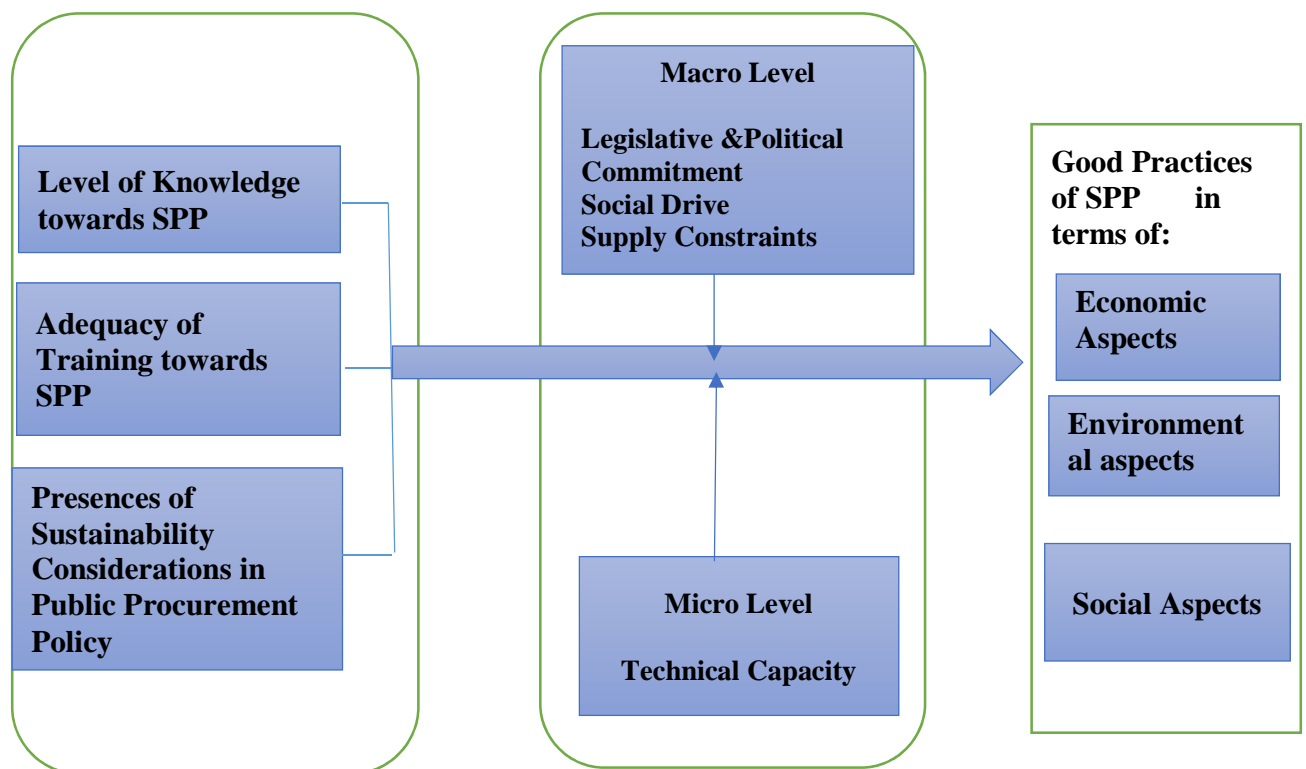 Level of Knowledge
towards SPP
Adequacy of
Training towards
SPP
Presences of
Sustainability
Considerations in
Public Procurement
Policy
Macro Level
Legislative &Political
Commitment
Social Drive
Supply Constraints
Micro Level
Technical Capacity
Good Practices
of SPP in
terms of:
Economic
Aspects
Environment
al aspects
Social Aspects